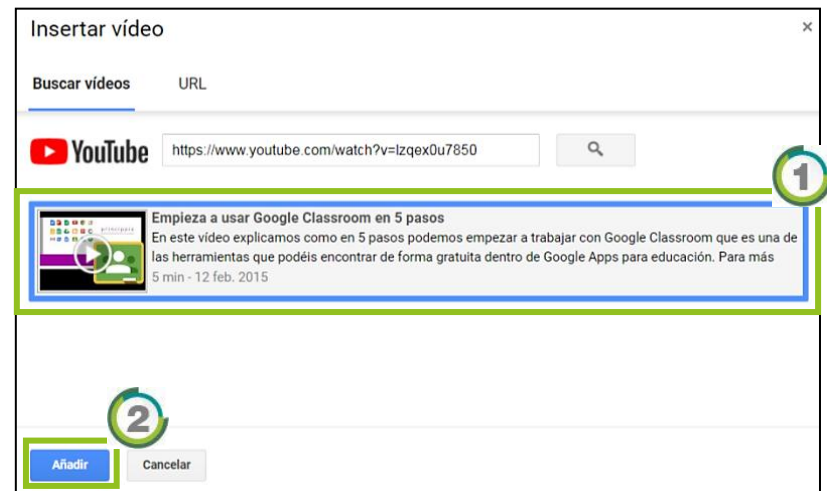 Insertar vídeo ×
Buscar vídeos URL
YouTube https://www.youtube.com/watch?v=lzqex0u7850
1
Empieza a usar Google Classroom en 5 pasos
En este vídeo explicamos como en 5 pasos podemos empezar a trabajar con Google Classroom que es una de
las herramientas que podéis encontrar de forma gratuita dentro de Google Apps para educación. Para más
5 min - 12 feb. 2015
2
Añadir Cancelar